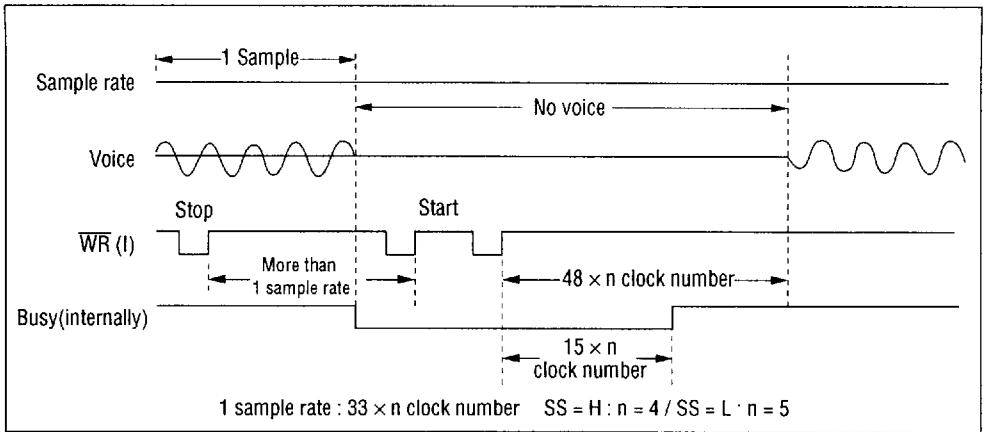 1 Sample
Sample rate
No voice
Voice
Stop
Start
WR (I)
More than
1 sample rate
48 × n clock number
Busy(internally)
15 × n
clock number
1 sample rate : 33 × n clock number SS = H : n = 4 / SS = L · n = 5